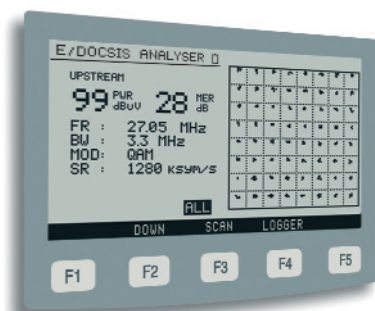 E/DOCSIS ANALYSER
UPSTREAM
99 PWR dBuV 28 MER dB
FR : 27.05 MHz
BW : 3.3 MHz
MOD: QAM
SR : 1280 KSYM/S
ALL
DOWN SCAN LOGGER
F1 F2 F3 F4 F5